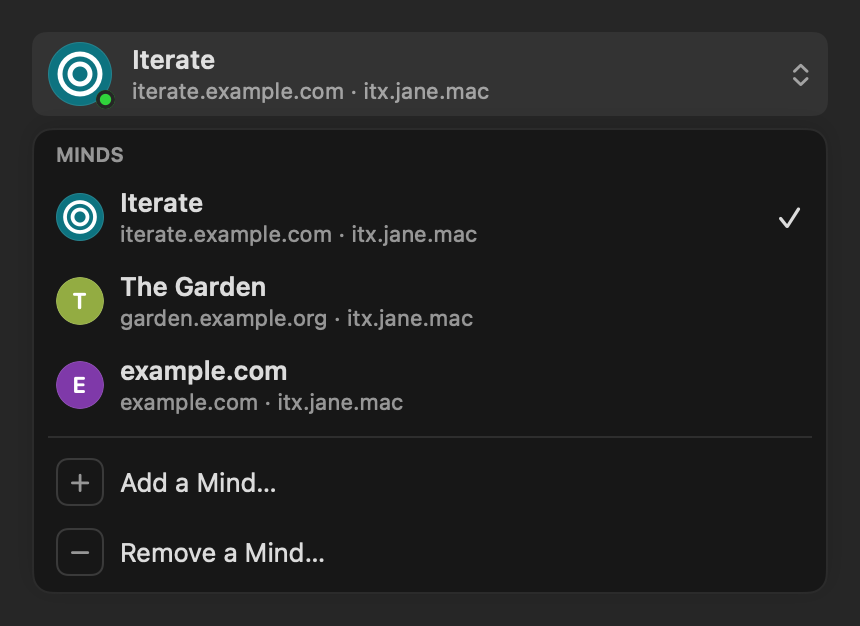 Iterate
iterate.example.com · itx.jane.mac
MINDS
Iterate
iterate.example.com · itx.jane.mac
T
The Garden
garden.example.org · itx.jane.mac
E
example.com
example.com · itx.jane.mac
Add a Mind...
Remove a Mind...